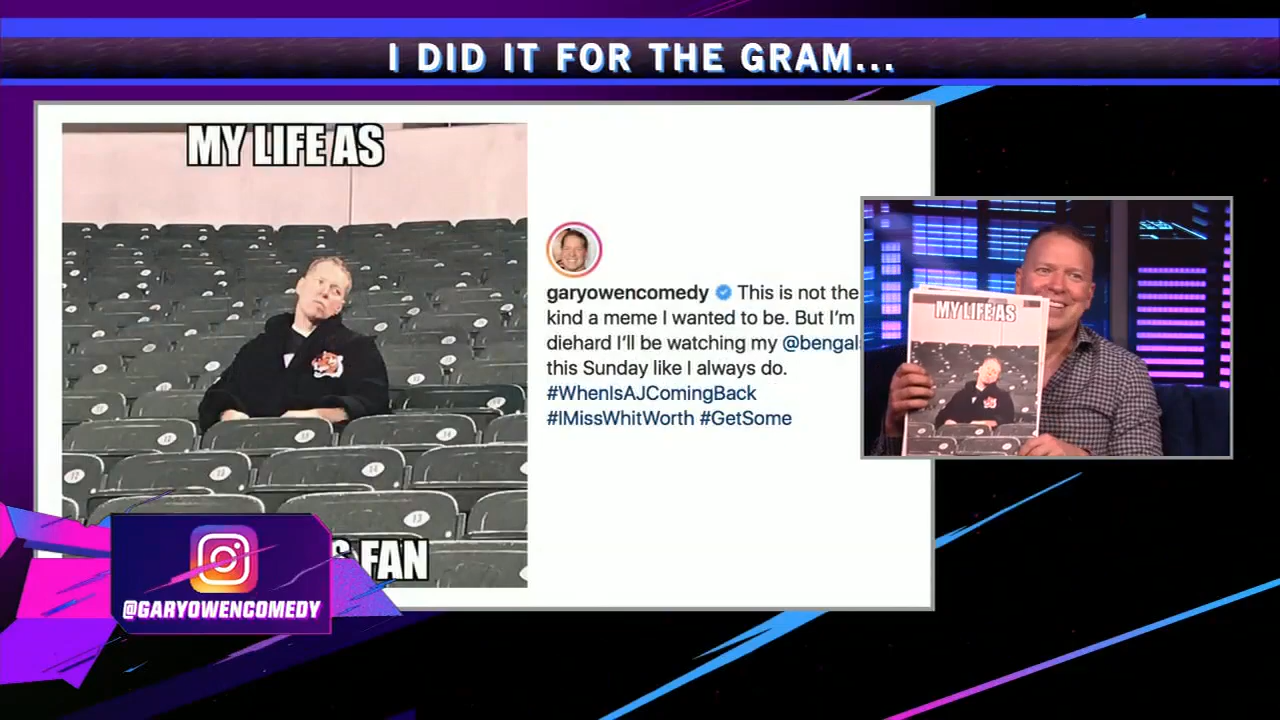 I DID IT FOR THE GRAM...
MY LIFE AS
FAN
garyowencomedy This is not the
kind a meme I wanted to be. But I'm
diehard I'll be watching my @bengal
this Sunday like I always do.
#WhenIsAJComingBack
#IMissWhitWorth #GetSome
MY LIFE AS
@GARYOWENCOMEDY